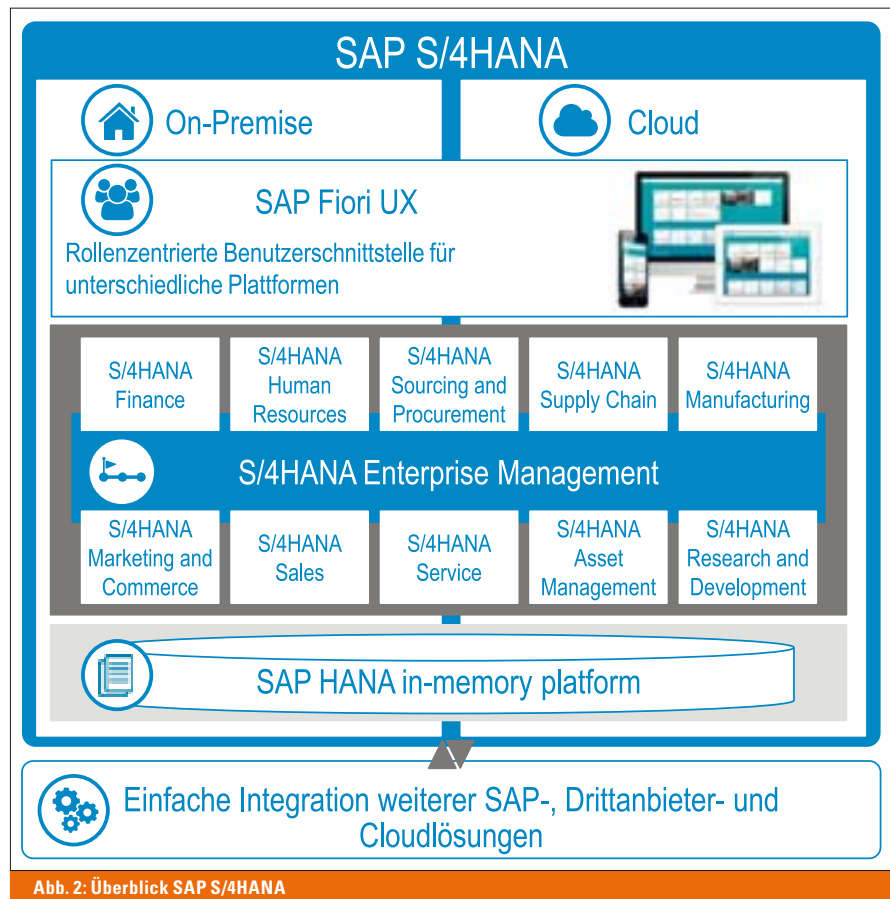 SAP S/4HANA
On-Premise
Cloud
SAP Fiori UX
Rollenzentrierte Benutzerschnittstelle für
unterschiedliche Plattformen
S/4HANA
Finance
S/4HANA
Human
Resources
S/4HANA
Sourcing and
Procurement
S/4HANA
Supply Chain
S/4HANA
Manufacturing
S/4HANA Enterprise Management
S/4HANA
Marketing and
Commerce
S/4HANA
Sales
S/4HANA
Service
S/4HANA
Asset
Management
S/4HANA
Research and
Development
SAP HANA in-memory platform
Einfache Integration weiterer SAP-, Drittanbieter- und
Cloudlösungen
Abb. 2: Überblick SAP S/4HANA